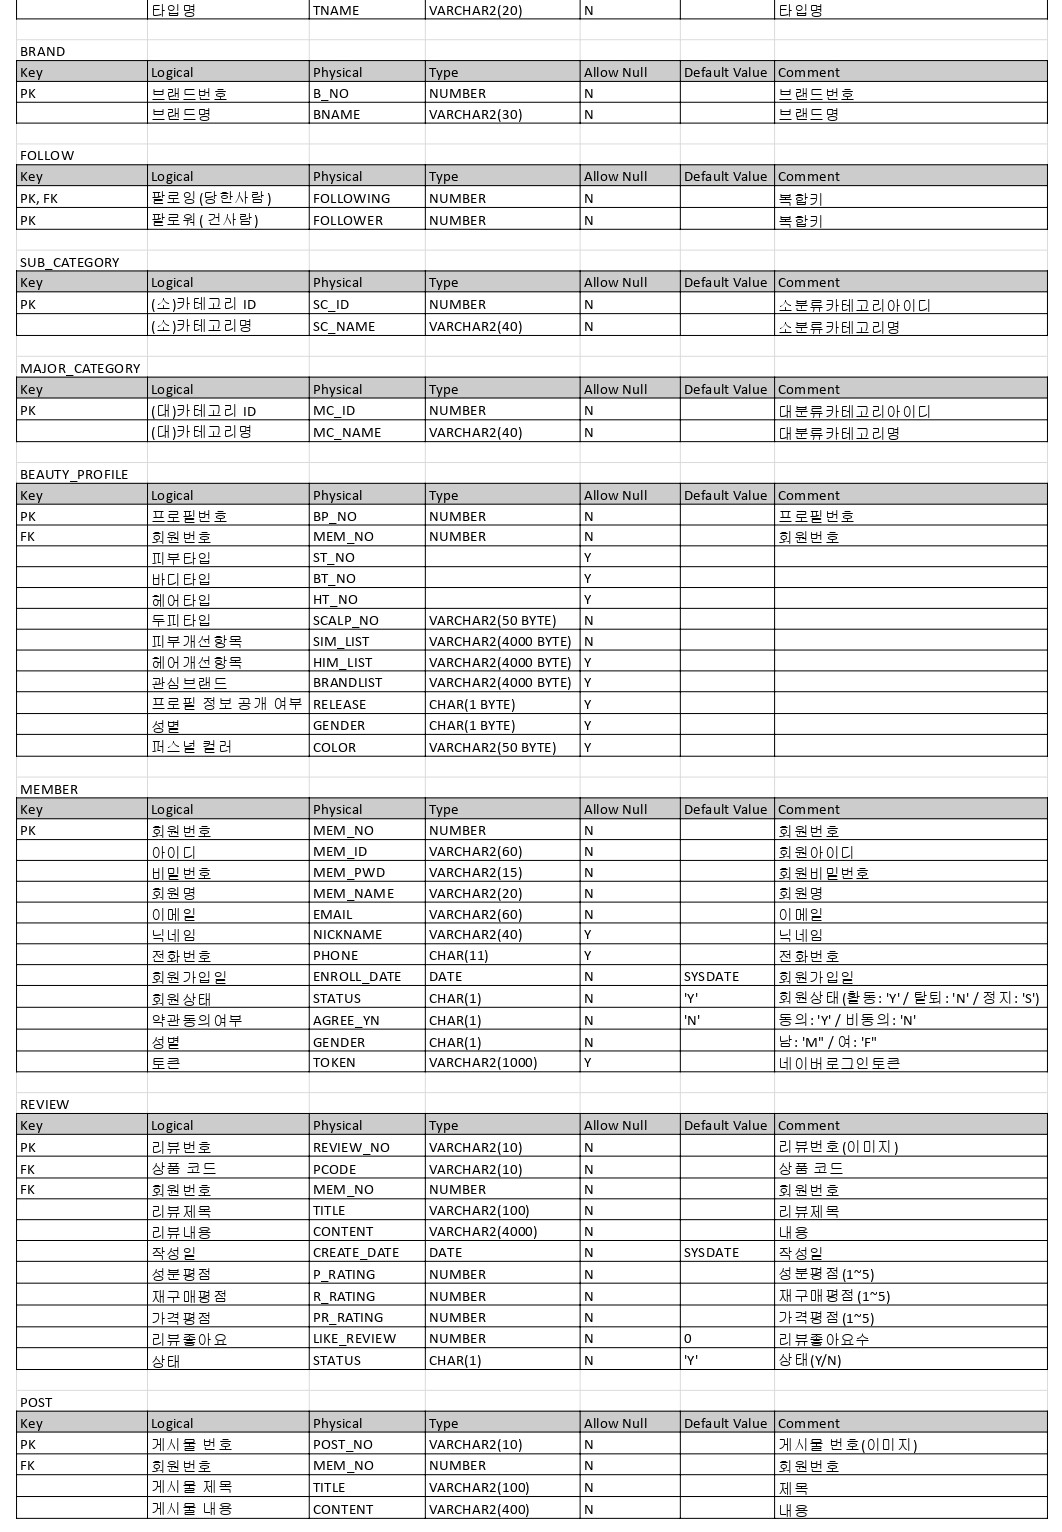 타입명 TNAME VARCHAR2(20) N 타입명
BRAND
Key Logical Physical Type Allow Null Default Value Comment
PK 브랜드번호 B_NO NUMBER N 브랜드번호
브랜드명 BNAME VARCHAR2(30) N 브랜드명
FOLLOW
Key Logical Physical Type Allow Null Default Value Comment
PK, FK 팔로잉(당한사람) FOLLOWING NUMBER N 복합키
PK 팔로워( 건사람) FOLLOWER NUMBER N 복합키
SUB_CATEGORY
Key Logical Physical Type Allow Null Default Value Comment
PK (소)카테고리 ID SC_ID NUMBER N 소분류카테고리아이디
(소)카테고리명 SC_NAME VARCHAR2(40) N 소분류카테고리명
MAJOR_CATEGORY
Key Logical Physical Type Allow Null Default Value Comment
PK (대)카테고리 ID MC_ID NUMBER N 대분류카테고리아이디
(대)카테고리명 MC_NAME VARCHAR2(40) N 대분류카테고리명
BEAUTY_PROFILE
Key Logical Physical Type Allow Null Default Value Comment
PK 프로필번호 BP_NO NUMBER N 프로필번호
FK 회원번호 MEM_NO NUMBER N 회원번호
피부타입 ST_NO Y
바디타입 BT_NO Y
헤어타입 HT_NO Y
두피타입 SCALP_NO VARCHAR2(50 BYTE) N
피부개선항목 SIM_LIST VARCHAR2(4000 BYTE) N
헤어개선항목 HIM_LIST VARCHAR2(4000 BYTE) Y
관심브랜드 BRANDLIST VARCHAR2(4000 BYTE) Y
프로필 정보 공개 여부 RELEASE CHAR(1 BYTE) Y
성별 GENDER CHAR(1 BYTE) Y
퍼스널 컬러 COLOR VARCHAR2(50 BYTE) Y
MEMBER
Key Logical Physical Type Allow Null Default Value Comment
PK 회원번호 MEM_NO NUMBER N 회원번호
아이디 MEM_ID VARCHAR2(60) N 회원아이디
비밀번호 MEM_PWD VARCHAR2(15) N 회원비밀번호
회원명 MEM_NAME VARCHAR2(20) N 회원명
이메일 EMAIL VARCHAR2(60) N 이메일
닉네임 NICKNAME VARCHAR2(40) Y 닉네임
전화번호 PHONE CHAR(11) Y 전화번호
회원가입일 ENROLL_DATE DATE N SYSDATE 회원가입일
회원상태 STATUS CHAR(1) N 'Y' 회원상태(활동: 'Y' / 탈퇴 : 'N' / 정지 : 'S')
약관동의여부 AGREE_YN CHAR(1) N 'N' 동의: 'Y' / 비동의: 'N'
성별 GENDER CHAR(1) N 남: 'M" / 여: 'F"
토큰 TOKEN VARCHAR2(1000) Y 네이버로그인토큰
REVIEW
Key Logical Physical Type Allow Null Default Value Comment
PK 리뷰번호 REVIEW_NO VARCHAR2(10) N 리뷰번호(이미지)
FK 상품 코드 PCODE VARCHAR2(10) N 상품 코드
FK 회원번호 MEM_NO NUMBER N 회원번호
리뷰제목 TITLE VARCHAR2(100) N 리뷰제목
리뷰내용 CONTENT VARCHAR2(4000) N 내용
작성일 CREATE_DATE DATE N SYSDATE 작성일
성분평점 P_RATING NUMBER N 성분평점(1~5)
재구매평점 R_RATING NUMBER N 재구매평점(1~5)
가격평점 PR_RATING NUMBER N 가격평점(1~5)
리뷰좋아요 LIKE_REVIEW NUMBER N 0 리뷰좋아요수
상태 STATUS CHAR(1) N 'Y' 상태(Y/N)
POST
Key Logical Physical Type Allow Null Default Value Comment
PK 게시물 번호 POST_NO VARCHAR2(10) N 게시물 번호(이미지)
FK 회원번호 MEM_NO NUMBER N 회원번호
게시물 제목 TITLE VARCHAR2(100) N 제목
게시물 내용 CONTENT VARCHAR2(400) N 내용